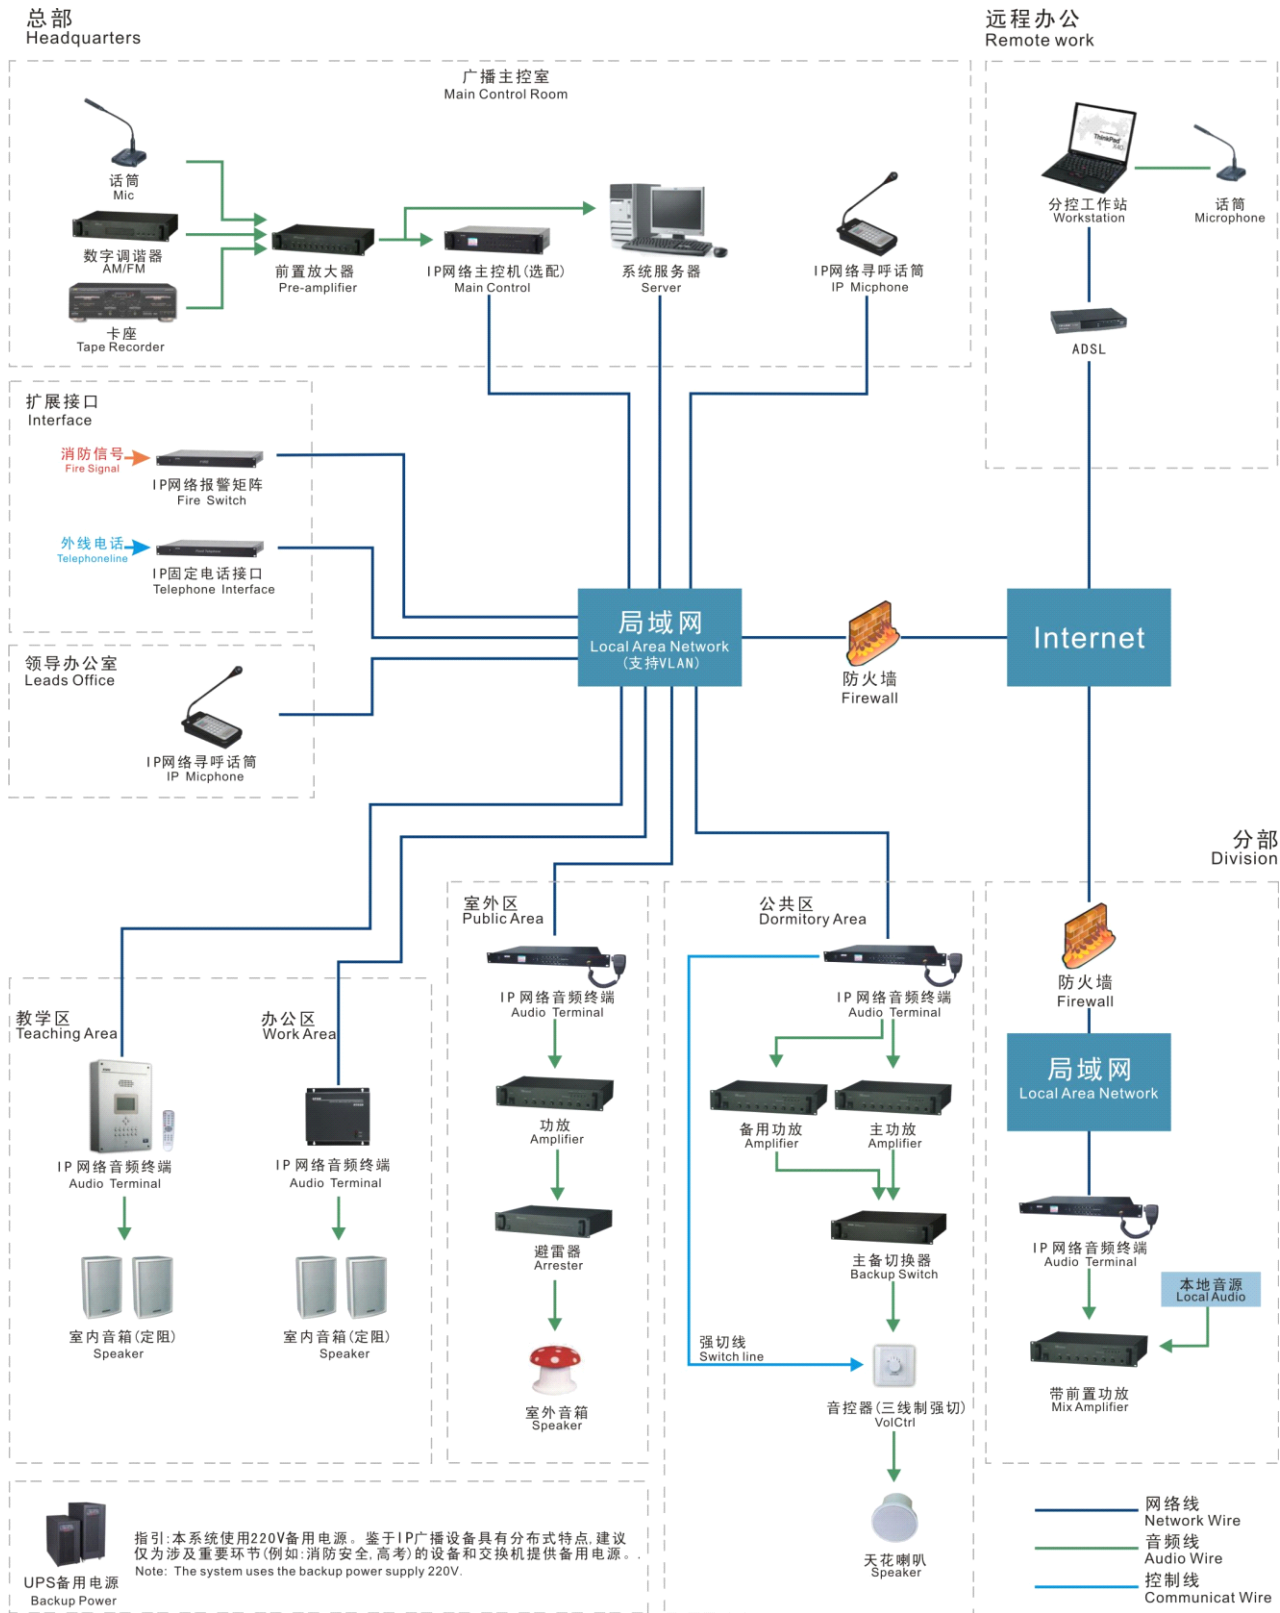 总部
Headquarters
远程办公
Remote work
广播主控室
Main Control Room
话筒
Mic
数字调谐器
AM/FM
卡座
Tape Recorder
前置放大器
Pre-amplifier
IP网络主控机(选配)
Main Control
系统服务器
Server
IP网络寻呼话筒
IP Micphone
ThinkPad
分控工作站
Workstation
话筒
Microphone
ADSL
扩展接口
Interface
消防信号
Fire Signal
IP网络报警矩阵
Fire Switch
外线电话
Telephoneline
IP固定电话接口
Telephone Interface
领导办公室
Leads Office
IP网络寻呼话筒
IP Micphone
局域网
Local Area Network
(支持VLAN)
防火墙
Firewall
Internet
分部
Division
教学区
Teaching Area
IP网络音频终端
Audio Terminal
室内音箱(定阻)
Speaker
办公区
Work Area
IP网络音频终端
Audio Terminal
室内音箱(定阻)
Speaker
室外区
Public Area
IP网络音频终端
Audio Terminal
功放
Amplifier
避雷器
Arrester
室外音箱
Speaker
公共区
Dormitory Area
IP网络音频终端
Audio Terminal
备用功放
Amplifier
主功放
Amplifier
主备切换器
Backup Switch
强切线
Switch line
音控器(三线制强切)
VolCtrl
天花喇叭
Speaker
防火墙
Firewall
局域网
Local Area Network
IP网络音频终端
Audio Terminal
本地音源
Local Audio
带前置功放
Mix Amplifier
UPS备用电源
Backup Power
指引:本系统使用220V备用电源。鉴于IP广播设备具有分布式特点,建议
仅为涉及重要环节(例如:消防安全,高考)的设备和交换机提供备用电源。.
Note: The system uses the backup power supply 220V.
网络线
Network Wire
音频线
Audio Wire
控制线
Communicat Wire